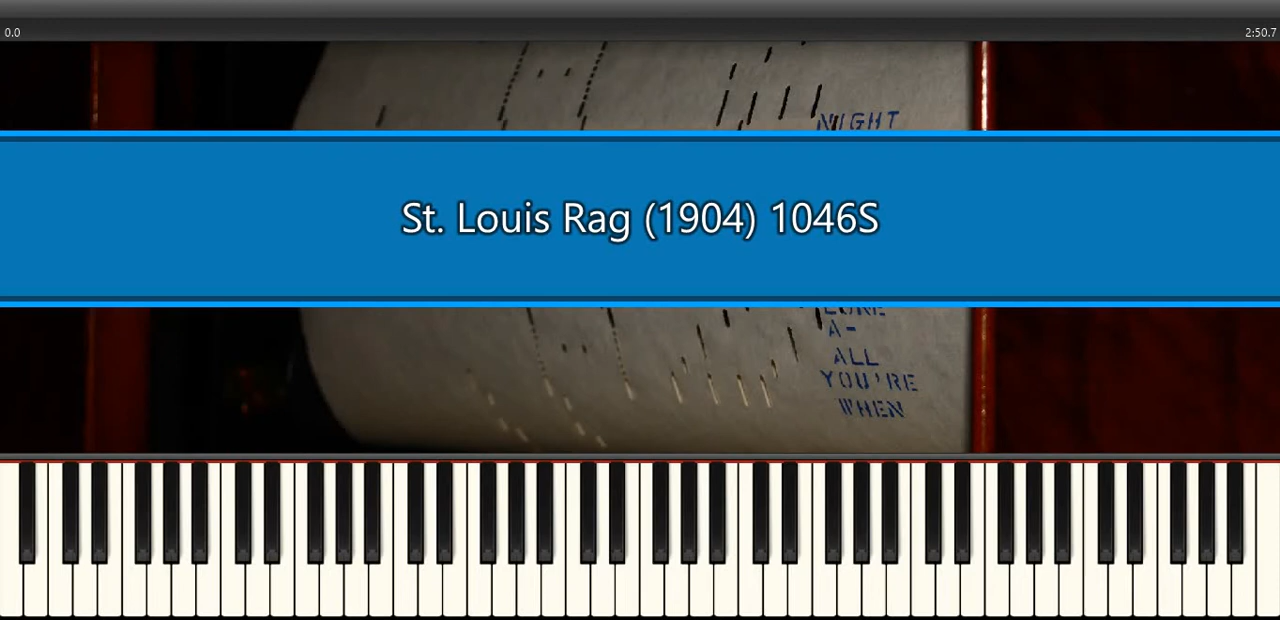 0.0
2:50.7
NIGHT
St. Louis Rag (1904) 1046S
A-
ALL
YOU'RE
WHEN